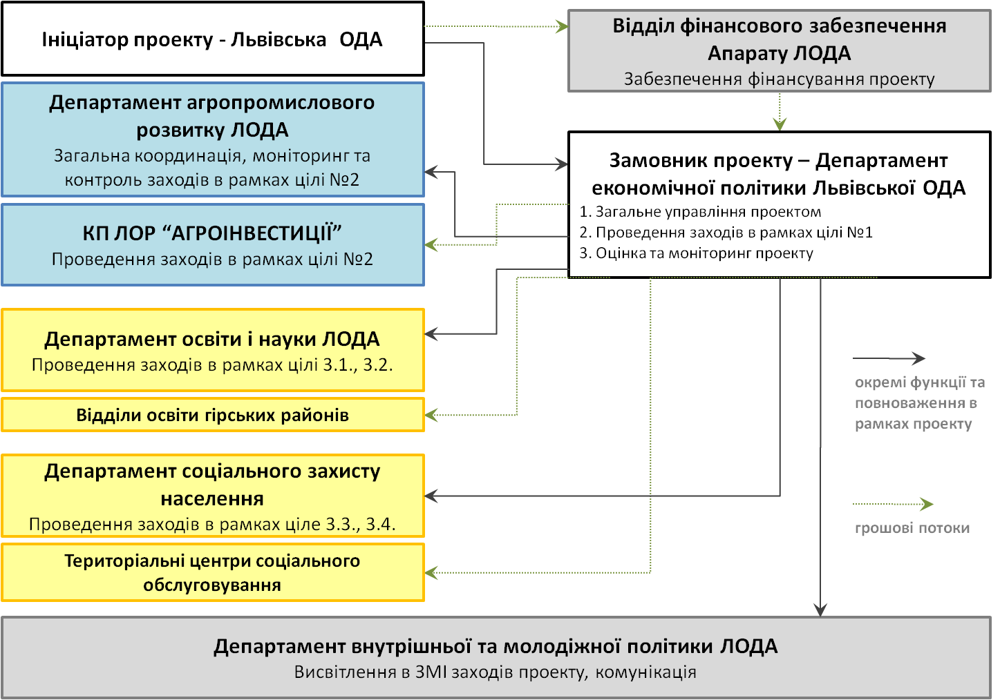 Ініціатор проекту - Львівська ОДА
Відділ фінансового забезпечення
Апарату ЛОДА
Забезпечення фінансування проекту
Департамент агропромислового
розвитку ЛОДА
Загальна координація, моніторинг та
контроль заходів в рамках цілі №2
Замовник проекту – Департамент
економічної політики Львівської ОДА
1. Загальне управління проектом
2. Проведення заходів в рамках цілі №1
3. Оцінка та моніторинг проекту
КП ЛОР “АГРОІНВЕСТИЦІЇ”
Проведення заходів в рамках цілі №2
Департамент освіти і науки ЛОДА
Проведення заходів в рамках цілі 3.1., 3.2.
Відділи освіти гірських районів
окремі функції та
повноваження в
рамках проекту
Департамент соціального захисту
населення
Проведення заходів в рамках ціле 3.3., 3.4.
грошові потоки
Територіальні центри соціального
обслуговування
Департамент внутрішньої та молодіжної політики ЛОДА
Висвітлення в ЗМІ заходів проекту, комунікація